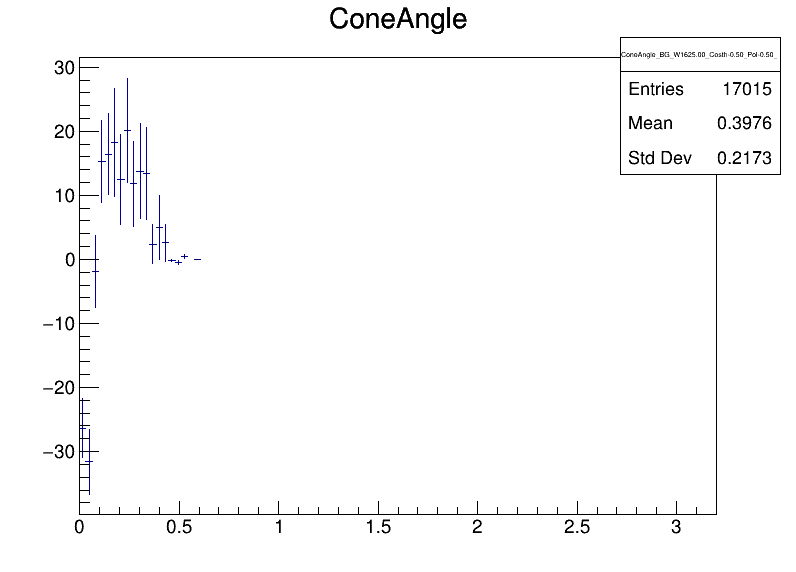 ConeAngle
ConeAngle_BG_W1625.00_Costh-0.50_Pol-0.50_
Entries 17015
Mean 0.3976
Std Dev 0.2173
30
20
10
0
−10
−20
−30
0 0.5 1 1.5 2 2.5 3